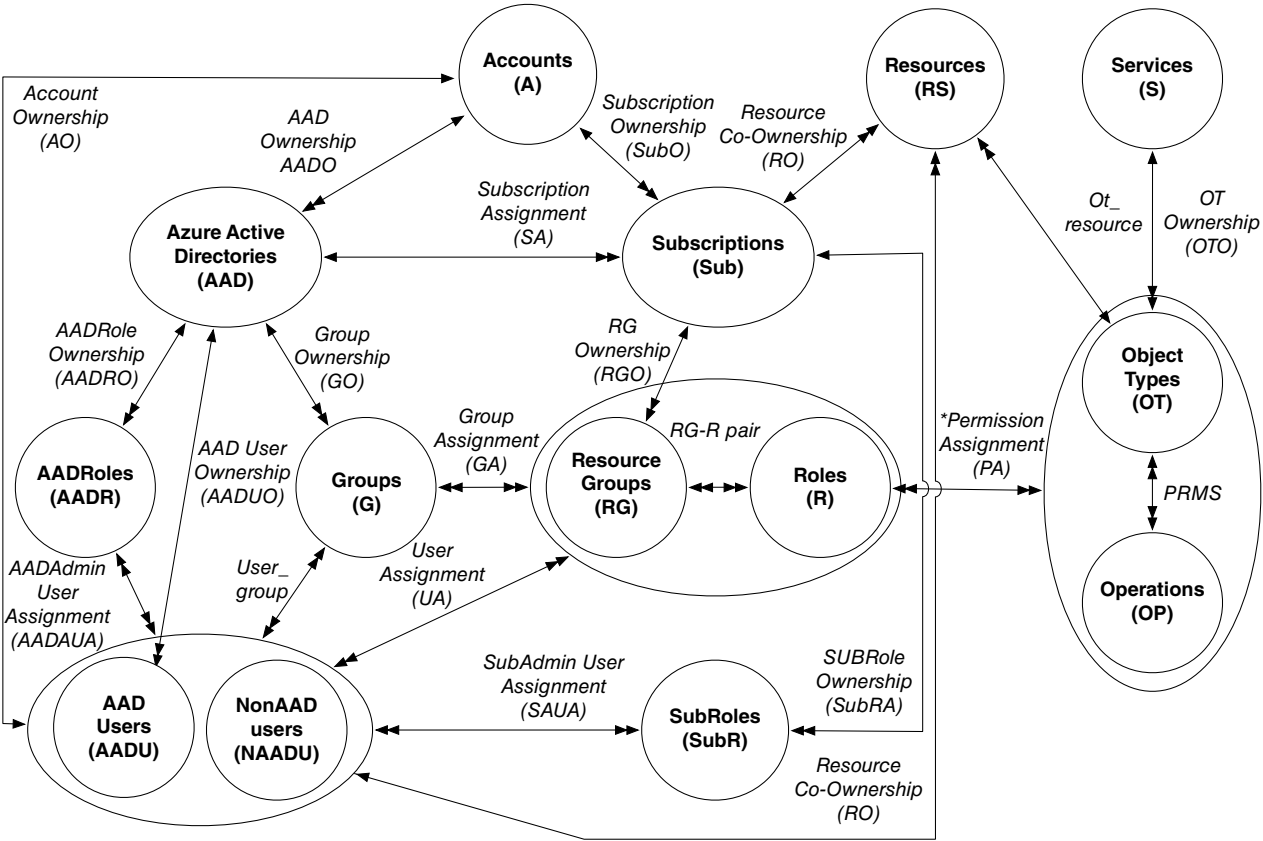 Accounts
(A)
Resources
(RS)
Services
(S)
Account
Ownership
(AO)
AAD
Ownership
AADO
Subscription
Ownership
(SubO)
Resource
Co-Ownership
(RO)
Subscription
Assignment
(SA)
Ot_
resource
OT
Ownership
(OTO)
Azure Active
Directories
(AAD)
Subscriptions
(Sub)
AADRole
Ownership
(AADRO)
Group
Ownership
(GO)
RG
Ownership
(RGO)
Object
Types
(OT)
AADRoles
(AADR)
AAD User
Ownership
(AADUO)
Groups
(G)
Group
Assignment
(GA)
Resource
Groups
(RG)
RG-R pair
Roles
(R)
*Permission
Assignment
(PA)
PRMS
AADAdmin
User
Assignment
(AADAUA)
User_
group
User
Assignment
(UA)
Operations
(OP)
AAD
Users
(AADU)
NonAAD
users
(NAADU)
SubAdmin User
Assignment
(SAUA)
SubRoles
(SubR)
SUBRole
Ownership
(SubRA)
Resource
Co-Ownership
(RO)